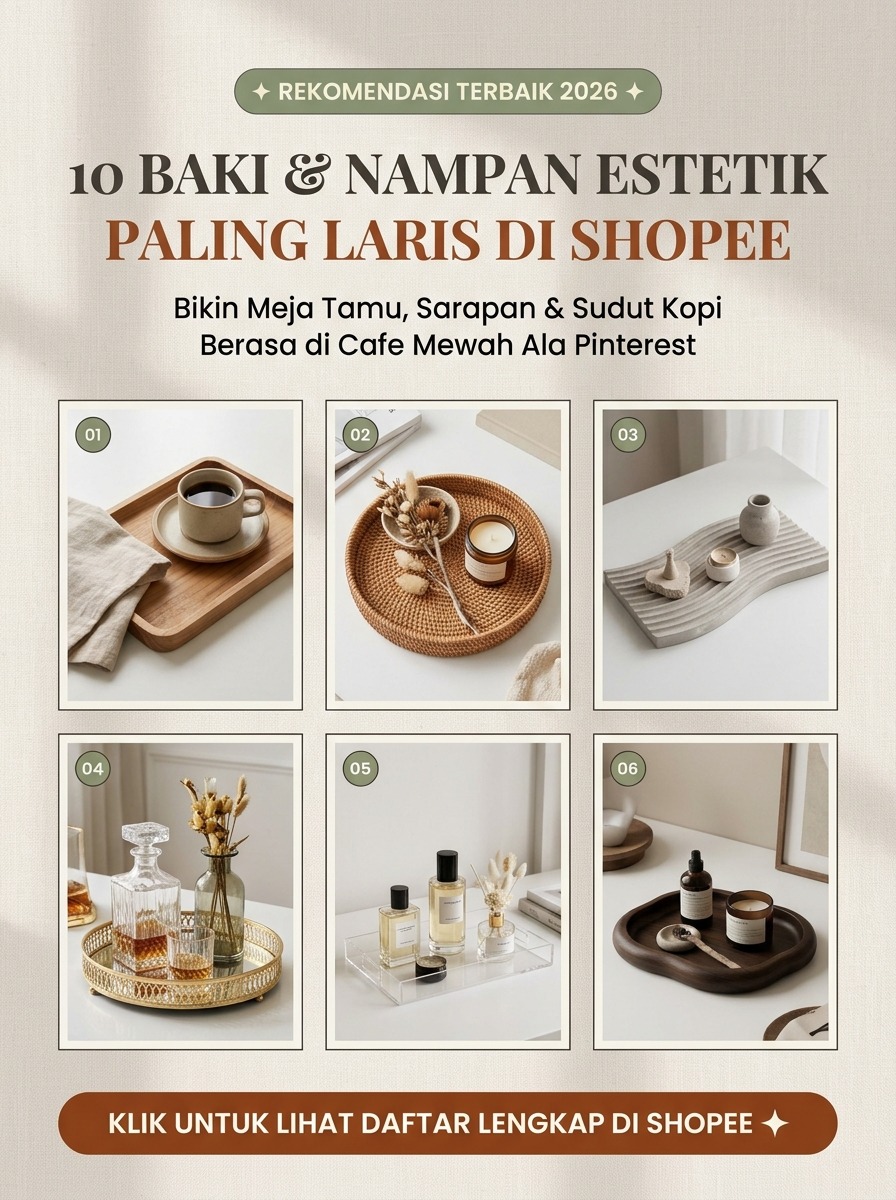 ✦ REKOMENDASI TERBAIK 2026 ✦
10 BAKI & NAMPAN ESTETIK
PALING LARIS DI SHOPEE
Bikin Meja Tamu, Sarapan & Sudut Kopi
Berasa di Cafe Mewah Ala Pinterest
01
02
03
04
05
06
KLIK UNTUK LIHAT DAFTAR LENGKAP DI SHOPEE ✦